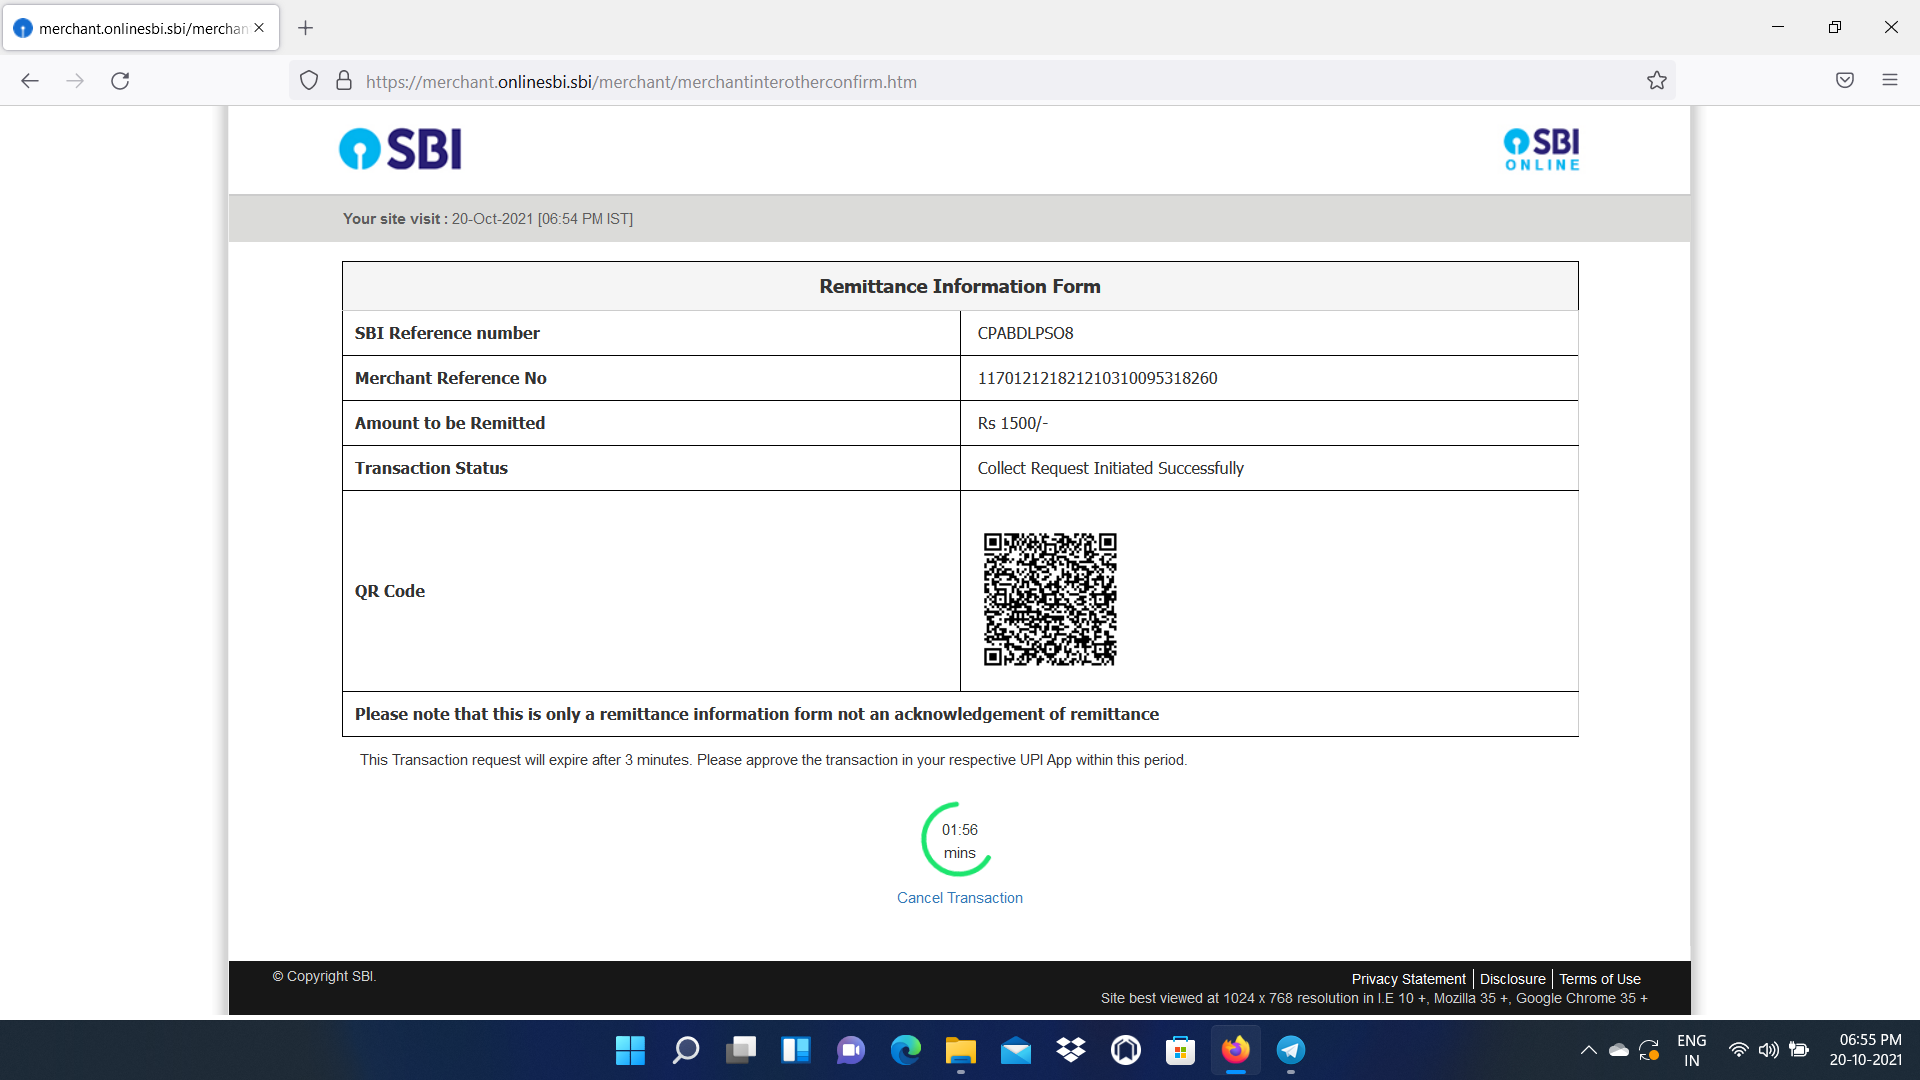 merchant.onlinesbi.sbi/merchan
https://merchant.onlinesbi.sbi/merchant/merchantinterotherconfirm.htm
SBI
SBI
ONLINE
Your site visit : 20-Oct-2021 [06:54 PM IST]
Remittance Information Form
SBI Reference number CPABDLPSO8
Merchant Reference No 117012121821210310095318260
Amount to be Remitted Rs 1500/-
Transaction Status Collect Request Initiated Successfully
QR Code
Please note that this is only a remittance information form not an acknowledgement of remittance
This Transaction request will expire after 3 minutes. Please approve the transaction in your respective UPI App within this period.
01:56
mins
Cancel Transaction
© Copyright SBI.
Privacy Statement Disclosure Terms of Use
Site best viewed at 1024 x 768 resolution in I.E 10 +, Mozilla 35 +, Google Chrome 35 +
ENG
IN
06:55 PM
20-10-2021